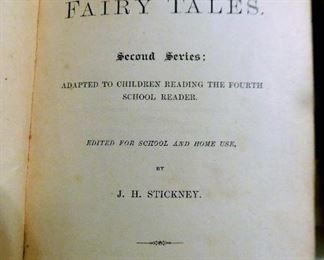 FAIRY TALES.
Second Series:
ADAPTED TO CHILDREN READING THE FOURTH
SCHOOL READER.
EDITED FOR SCHOOL AND HOME USE,
BY
J. H. STICKNEY.